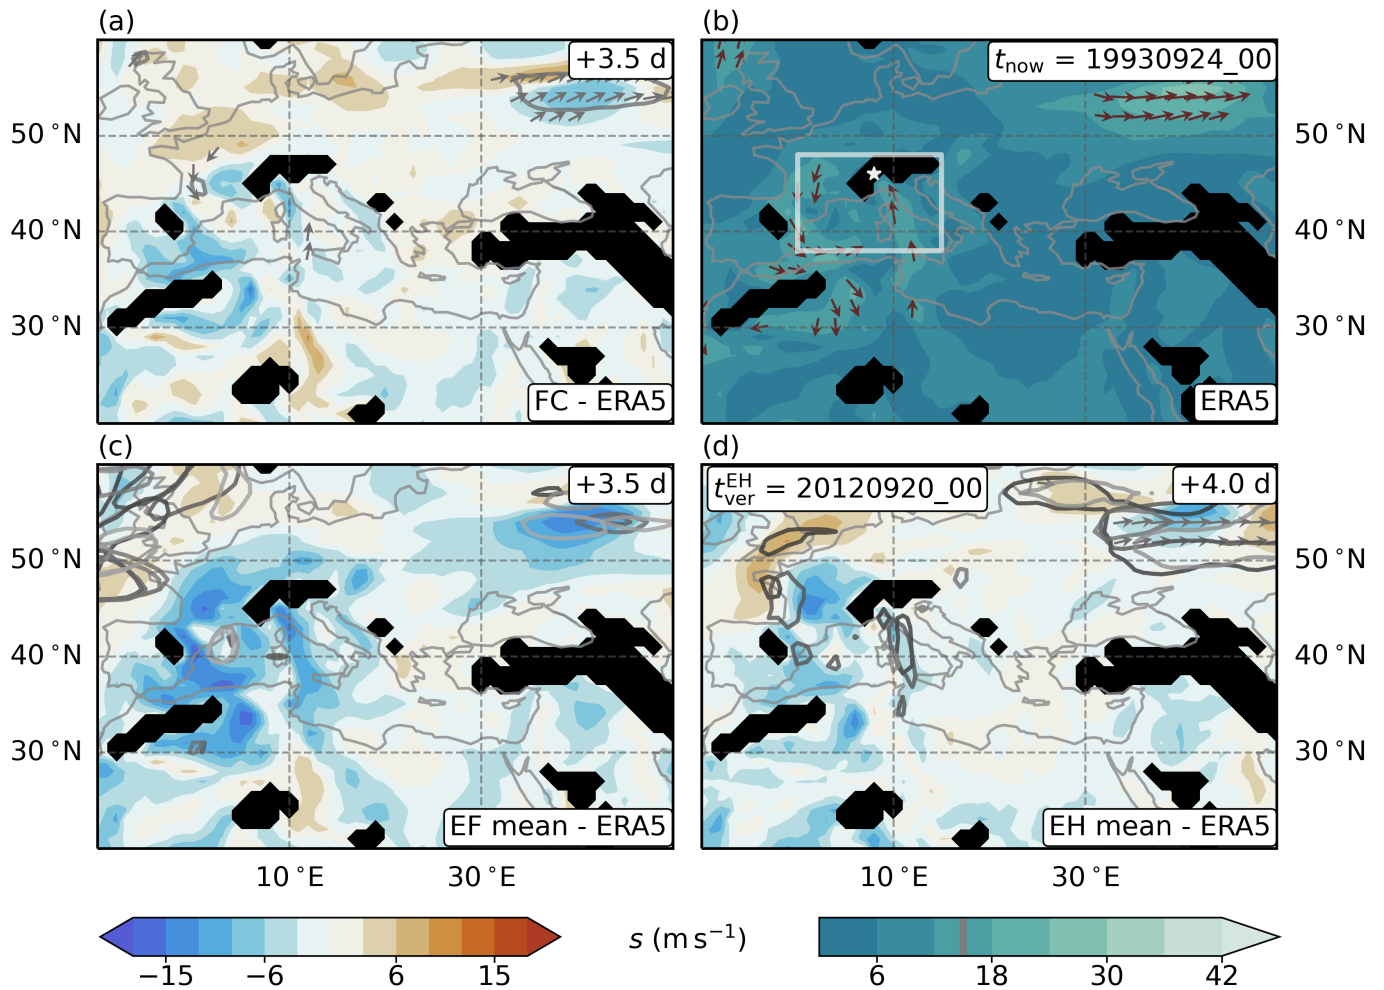 (a)
(b)
+3.5 d
t_now = 19930924_00
50°N
40°N
30°N
50°N
40°N
30°N
FC - ERA5
ERA5
(c)
(d)
+3.5 d
t_ver^EH = 20120920_00
+4.0 d
50°N
40°N
30°N
50°N
40°N
30°N
EF mean - ERA5
EH mean - ERA5
10°E
30°E
10°E
30°E
s (m s⁻¹)
−15
−6
6
15
6
18
30
42